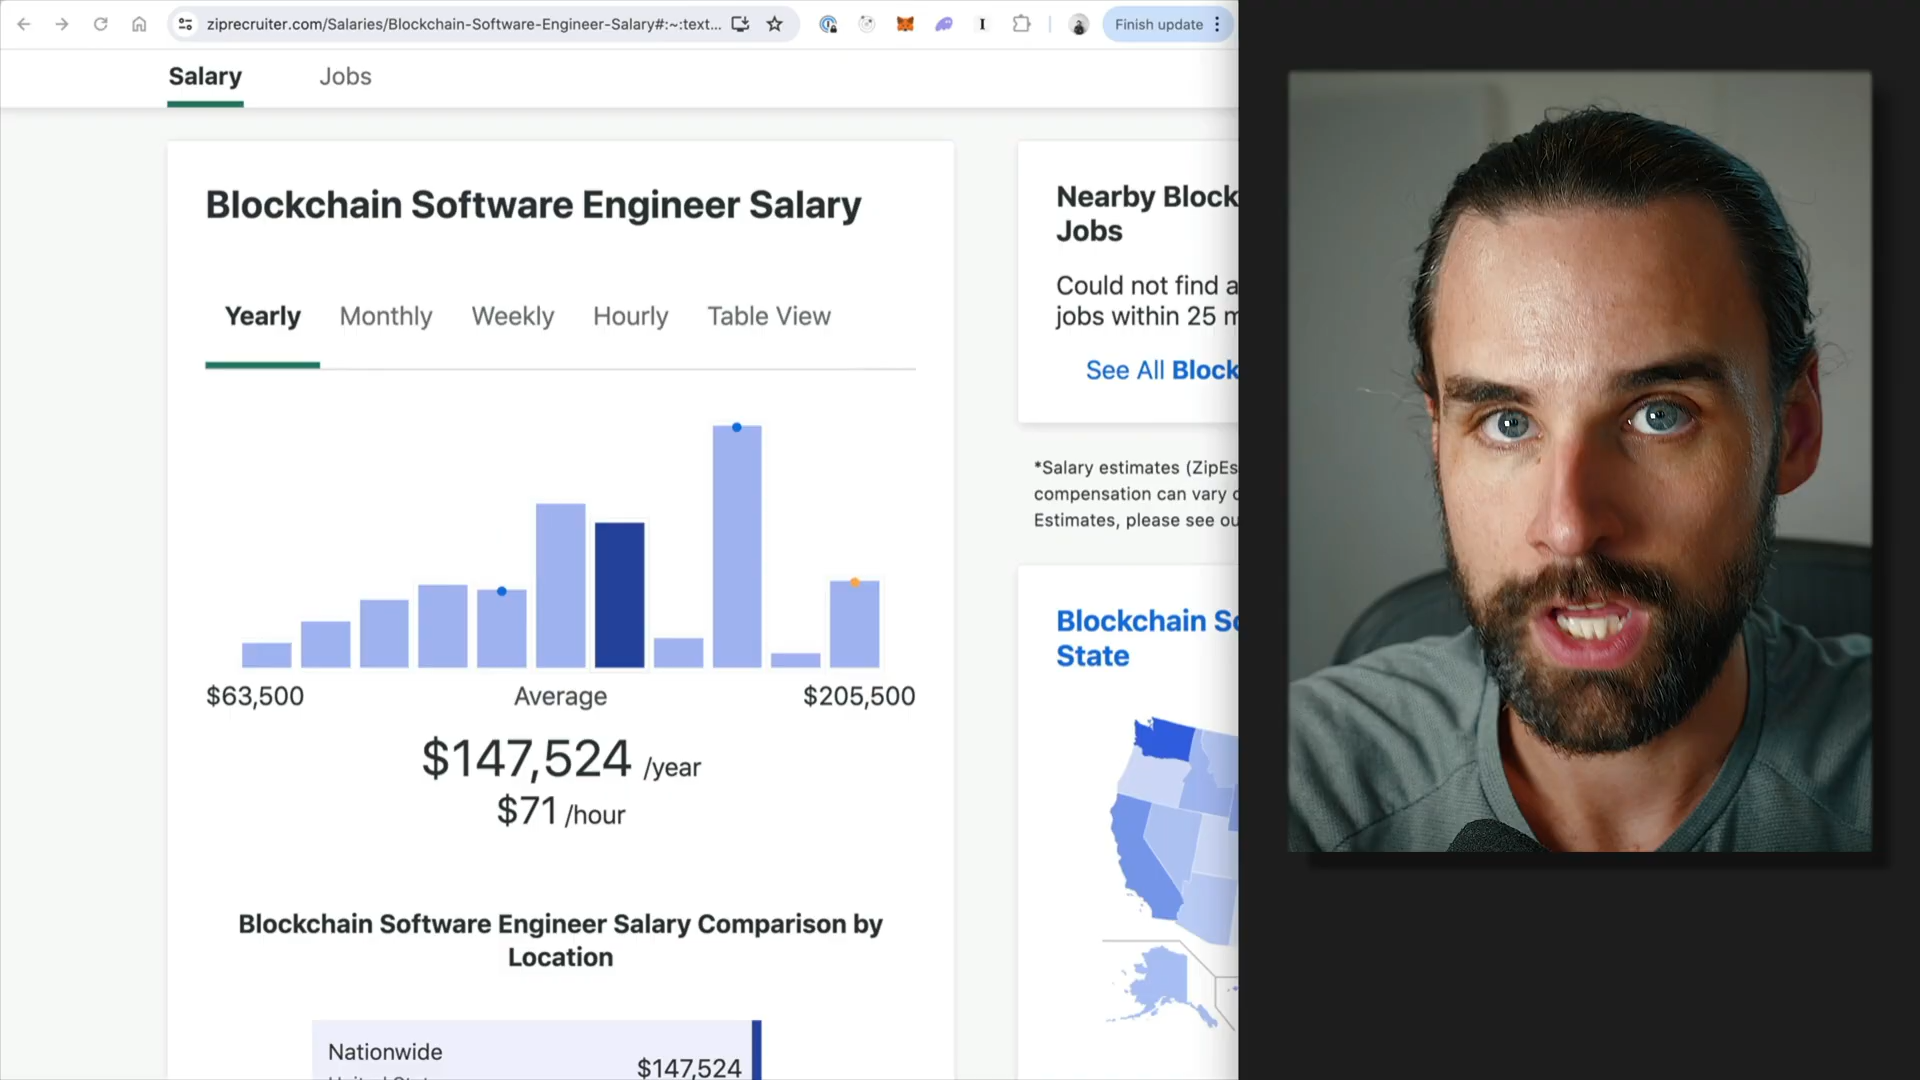 ziprecruiter.com/Salaries/Blockchain-Software-Engineer-Salary#:~:text...
Finish update
Salary
Jobs
Blockchain Software Engineer Salary
Yearly
Monthly
Weekly
Hourly
Table View
$63,500
Average
$205,500
$147,524 /year
$71 /hour
Blockchain Software Engineer Salary Comparison by
Location
Nationwide
$147,524
Nearby Block
Jobs
Could not find a
jobs within 25 m
See All Block
*Salary estimates (ZipEs
compensation can vary
Estimates, please see ou
Blockchain So
State